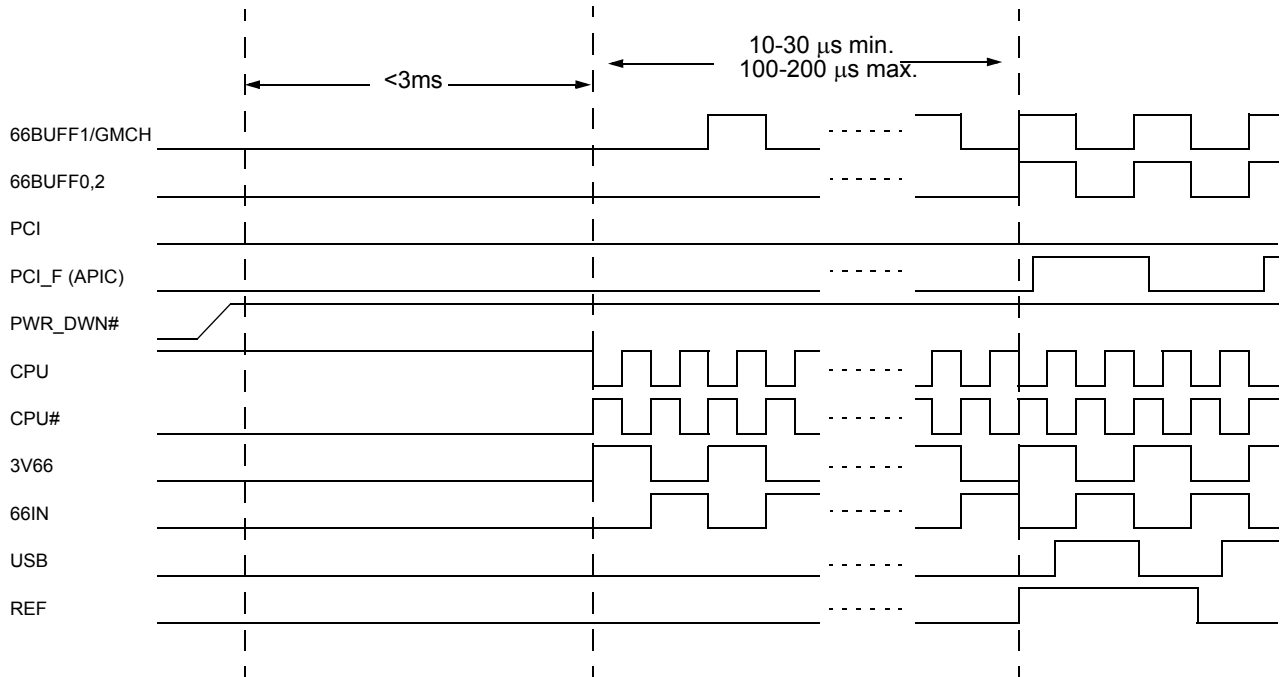 10-30 μs min.
100-200 μs max.
<3ms
66BUFF1/GMCH
66BUFF0,2
PCI
PCI_F (APIC)
PWR_DWN#
CPU
CPU#
3V66
66IN
USB
REF